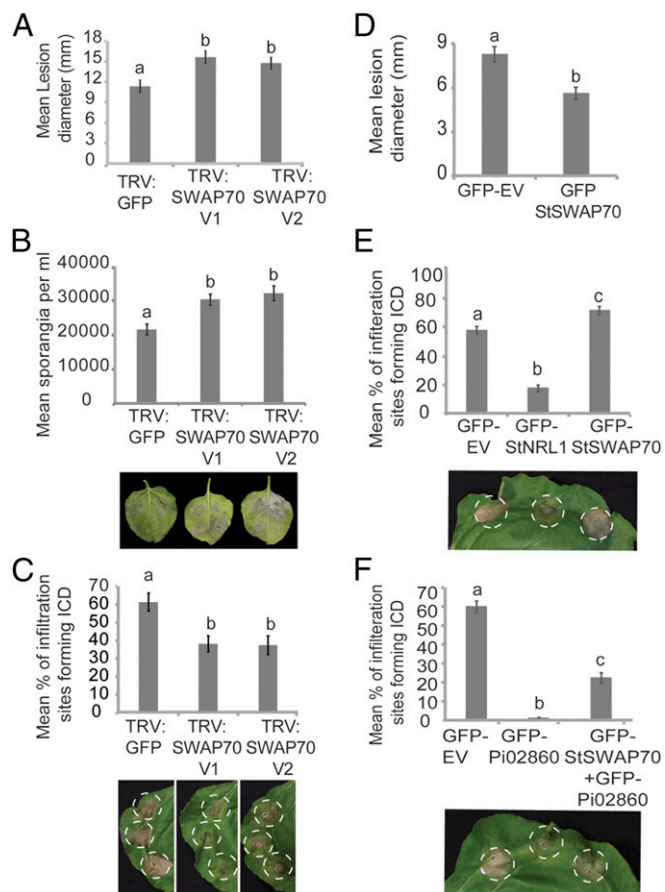 A
Mean Lesion
diameter (mm)
18
15
12
9
6
3
0
a
b
b
TRV:
GFP
TRV:
SWAP70
V1
TRV:
SWAP70
V2
B
Mean sporangia per ml
40000
30000
20000
10000
0
a
b
b
TRV:
GFP
TRV:
SWAP70
V1
TRV:
SWAP70
V2
C
Mean % of infiltration
sites forming ICD
70
60
50
40
30
20
10
0
a
b
b
TRV:
GFP
TRV:
SWAP70
V1
TRV:
SWAP70
V2
D
Mean lesion
diameter (mm)
9
6
3
0
a
b
GFP-EV
GFP
StSWAP70
E
Mean % of infiteration
sites forming ICD
100
80
60
40
20
0
a
b
c
GFP-
EV
GFP-
StNRL1
GFP-
StSWAP70
F
Mean % of infilteration
sites forming ICD
70
60
50
40
30
20
10
0
a
b
c
GFP-
EV
GFP-
Pi02860
GFP-
StSWAP70
+GFP-
Pi02860